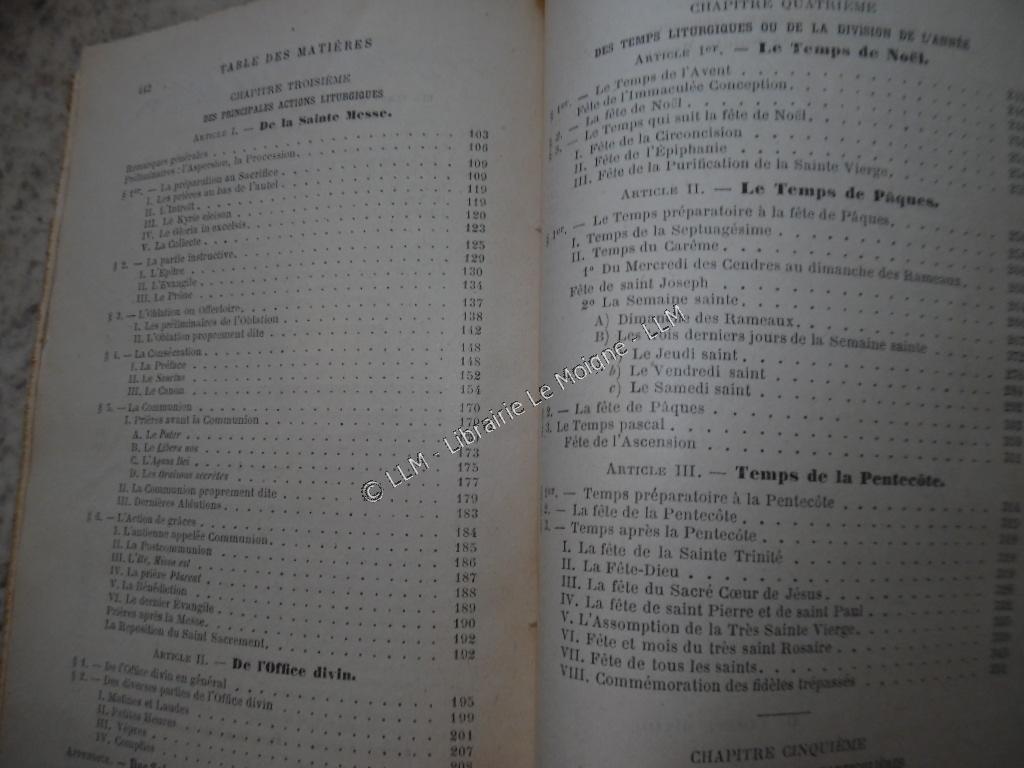 442
TABLE DES MATIÈRES
CHAPITRE TROISIÈME
DES PRINCIPALES ACTIONS LITURGIQUES
ARTICLE I. — De la Sainte Messe.
Remarques générales 103
Préliminaires : l'Aspersion, la Procession. 106
§ 1er. — La préparation au Sacrifice 109
I. Les prières au bas de l'autel 109
II. L'Introït 119
III. Le Kyrie eleison 119
IV. Le Gloria in excelsis. 120
V. La Collecte 123
§ 2. — La partie instructive. 125
I. L'Epître 129
II. L'Evangile 130
III. Le Prône 134
§ 3. — L'Oblation ou Offertoire. 137
I. Les préliminaires de l'Oblation 138
II. L'Oblation proprement dite 142
§ 4. — La Consécration 148
I. La Préface 148
II. Le Sanctus 152
III. Le Canon 154
§ 5. — La Communion 170
I. Prières avant la Communion
A. Le Pater
B. Le Libera nos 173
C. L'Agnus Dei 175
D. Les Oraisons secrètes 177
II. La Communion proprement dite 179
III. Dernières Ablutions 183
§ 6. — L'Action de grâces 184
I. L'antienne appelée Communion. 185
II. La Postcommunion 186
III. L'Ite, Missa est 187
IV. La prière Placeat 188
V. La Bénédiction 189
VI. Le dernier Évangile 190
Prières après la Messe. 192
La Reposition du Saint Sacrement. 192
ARTICLE II. — De l'Office divin.
§ 1. — De l'Office divin en général 195
§ 2. — Des diverses parties de l'Office divin 199
I. Matines et Laudes 201
II. Petites Heures 207
III. Vêpres 208
IV. Complies
APPENDICE.
CHAPITRE QUATRIÈME
DES TEMPS LITURGIQUES OU DE LA DIVISION DE L'ANNÉE
ARTICLE 1er. — Le Temps de Noël.
§ 1er. — Le Temps de l'Avent
Fête de l'Immaculée Conception
2. — La fête de Noël
3. — Le Temps qui suit la fête de Noël.
I. Fête de la Circoncision
II. Fête de l'Épiphanie
III. Fête de la Purification de la Sainte Vierge.
ARTICLE II. — Le Temps de Pâques.
§ 1er. — Le Temps préparatoire à la fête de Pâques.
I. Temps de la Septuagésime
II. Temps du Carême.
1° Du Mercredi des Cendres au dimanche des Rameaux.
Fête de saint Joseph
2° La Semaine sainte
A) Dimanche des Rameaux.
B) Les trois derniers jours de la Semaine sainte
Le Jeudi saint
b) Le Vendredi saint
c) Le Samedi saint
2. — La fête de Pâques
3. Le Temps pascal
Fête de l'Ascension
ARTICLE III. — Temps de la Pentecôte.
1er. — Temps préparatoire à la Pentecôte
2. — La fête de la Pentecôte
3. — Temps après la Pentecôte
I. La fête de la Sainte Trinité
II. La Fête-Dieu
III. La fête du Sacré Cœur de Jésus.
IV. La fête de saint Pierre et de saint Paul
V. L'Assomption de la Très Sainte Vierge.
VI. Fête et mois du très saint Rosaire
VII. Fête de tous les saints.
VIII. Commémoration des fidèles trépassés
CHAPITRE CINQUIÈME
© LLM - Librairie Le Moigne - LLM